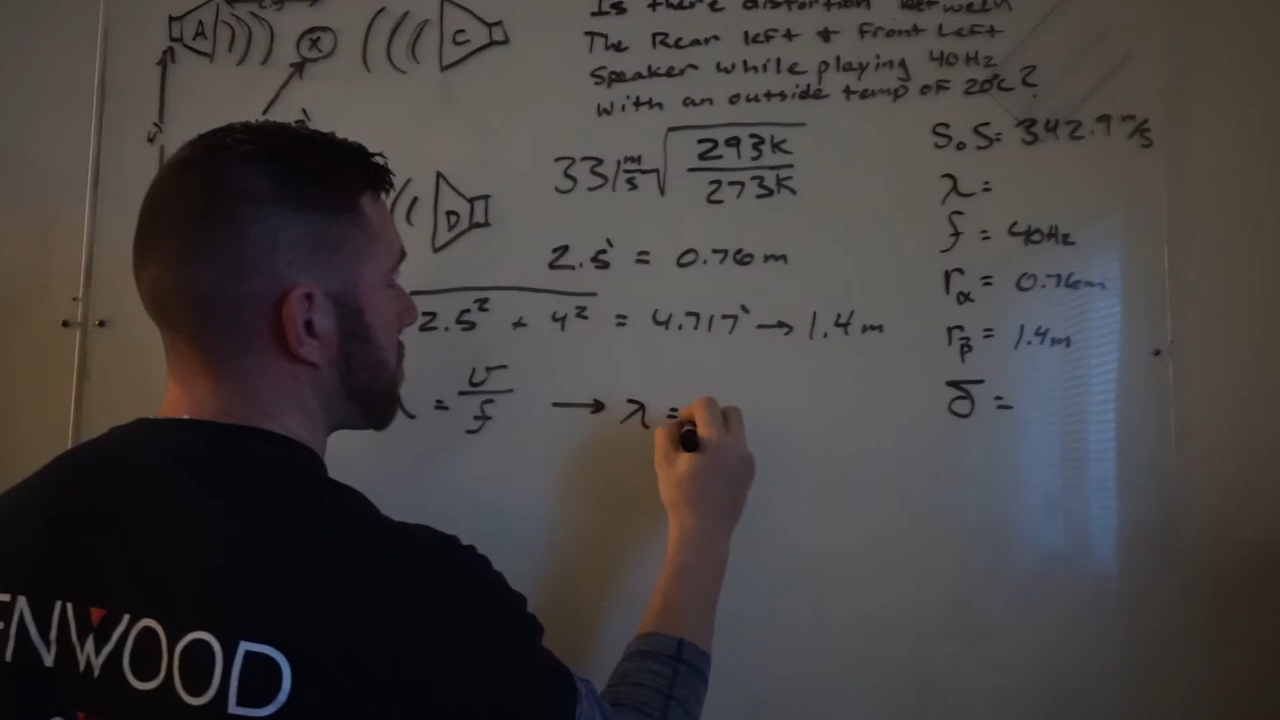 Is there distortion between
The Rear left + Front Left
Speaker while playing 40Hz
with an outside temp of 20°C?
A
X
C
D
331 m/s √ 293K / 273K
2.5' = 0.76m
2.5² + 4² = 4.717' → 1.4m
λ = v / f → λ =
S.o.S = 342.9 m/s
λ =
f = 40Hz
rα = 0.76m
rβ = 1.4m
δ =
ENWOOD